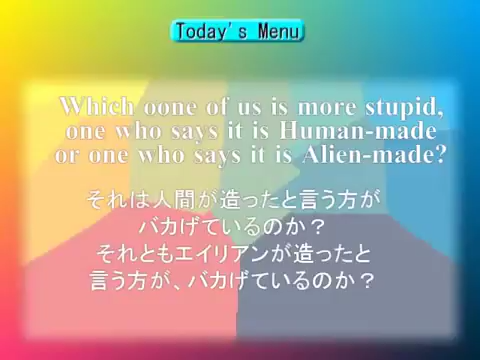 Today's Menu
Which oone of us is more stupid,
one who says it is Human-made
or one who says it is Alien-made?
それは人間が造ったと言う方が
バカげているのか？
それともエイリアンが造ったと
言う方が、バカげているのか？